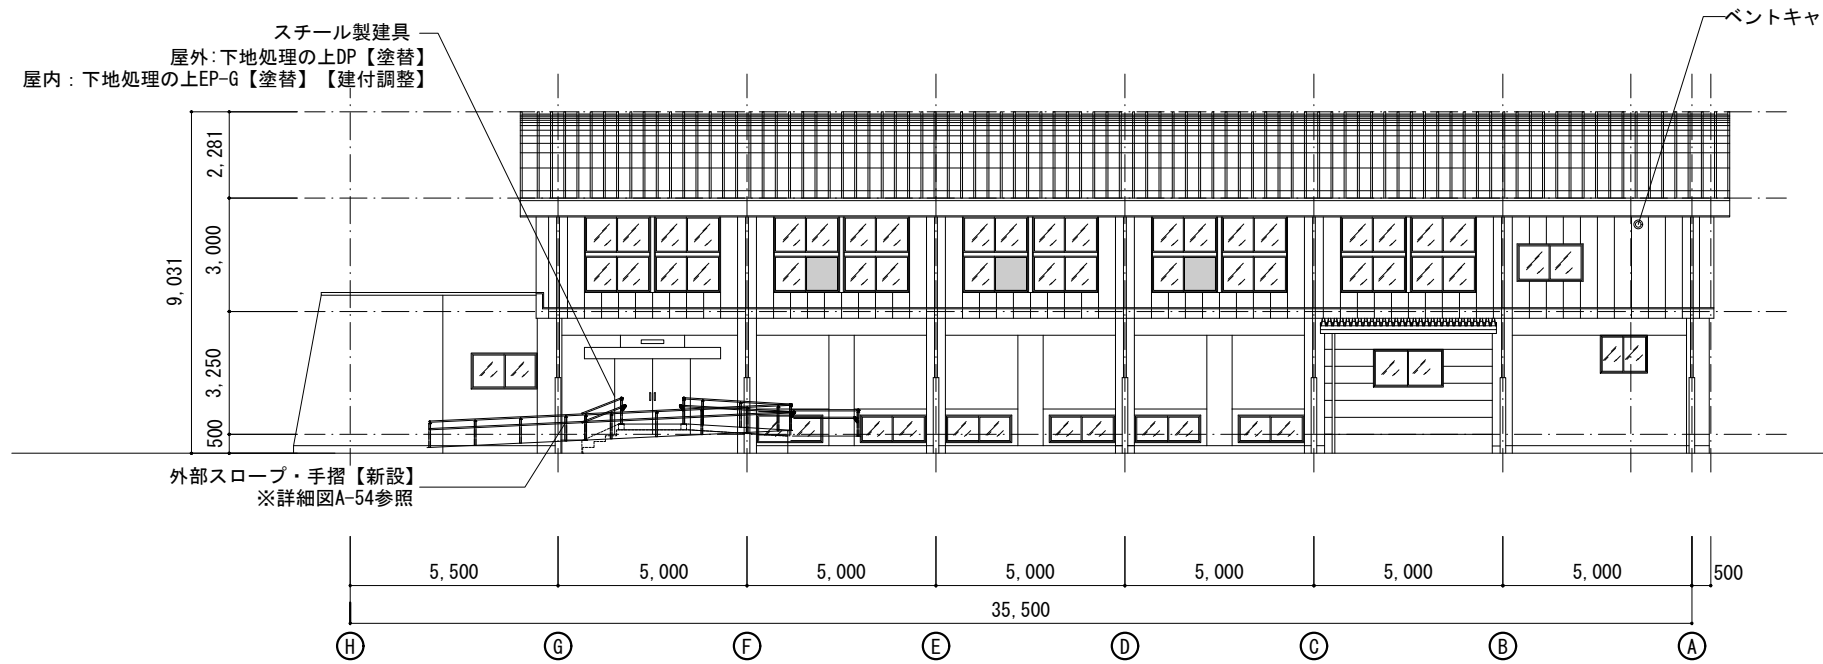 スチール製建具
屋外:下地処理の上DP【塗替】
屋内：下地処理の上EP-G【塗替】【建付調整】
ベントキャ
2,281
3,000
9,031
3,250
500
外部スロープ・手摺【新設】
※詳細図A-54参照
5,500
5,000
5,000
5,000
5,000
5,000
5,000
500
35,500
H
G
F
E
D
C
B
A